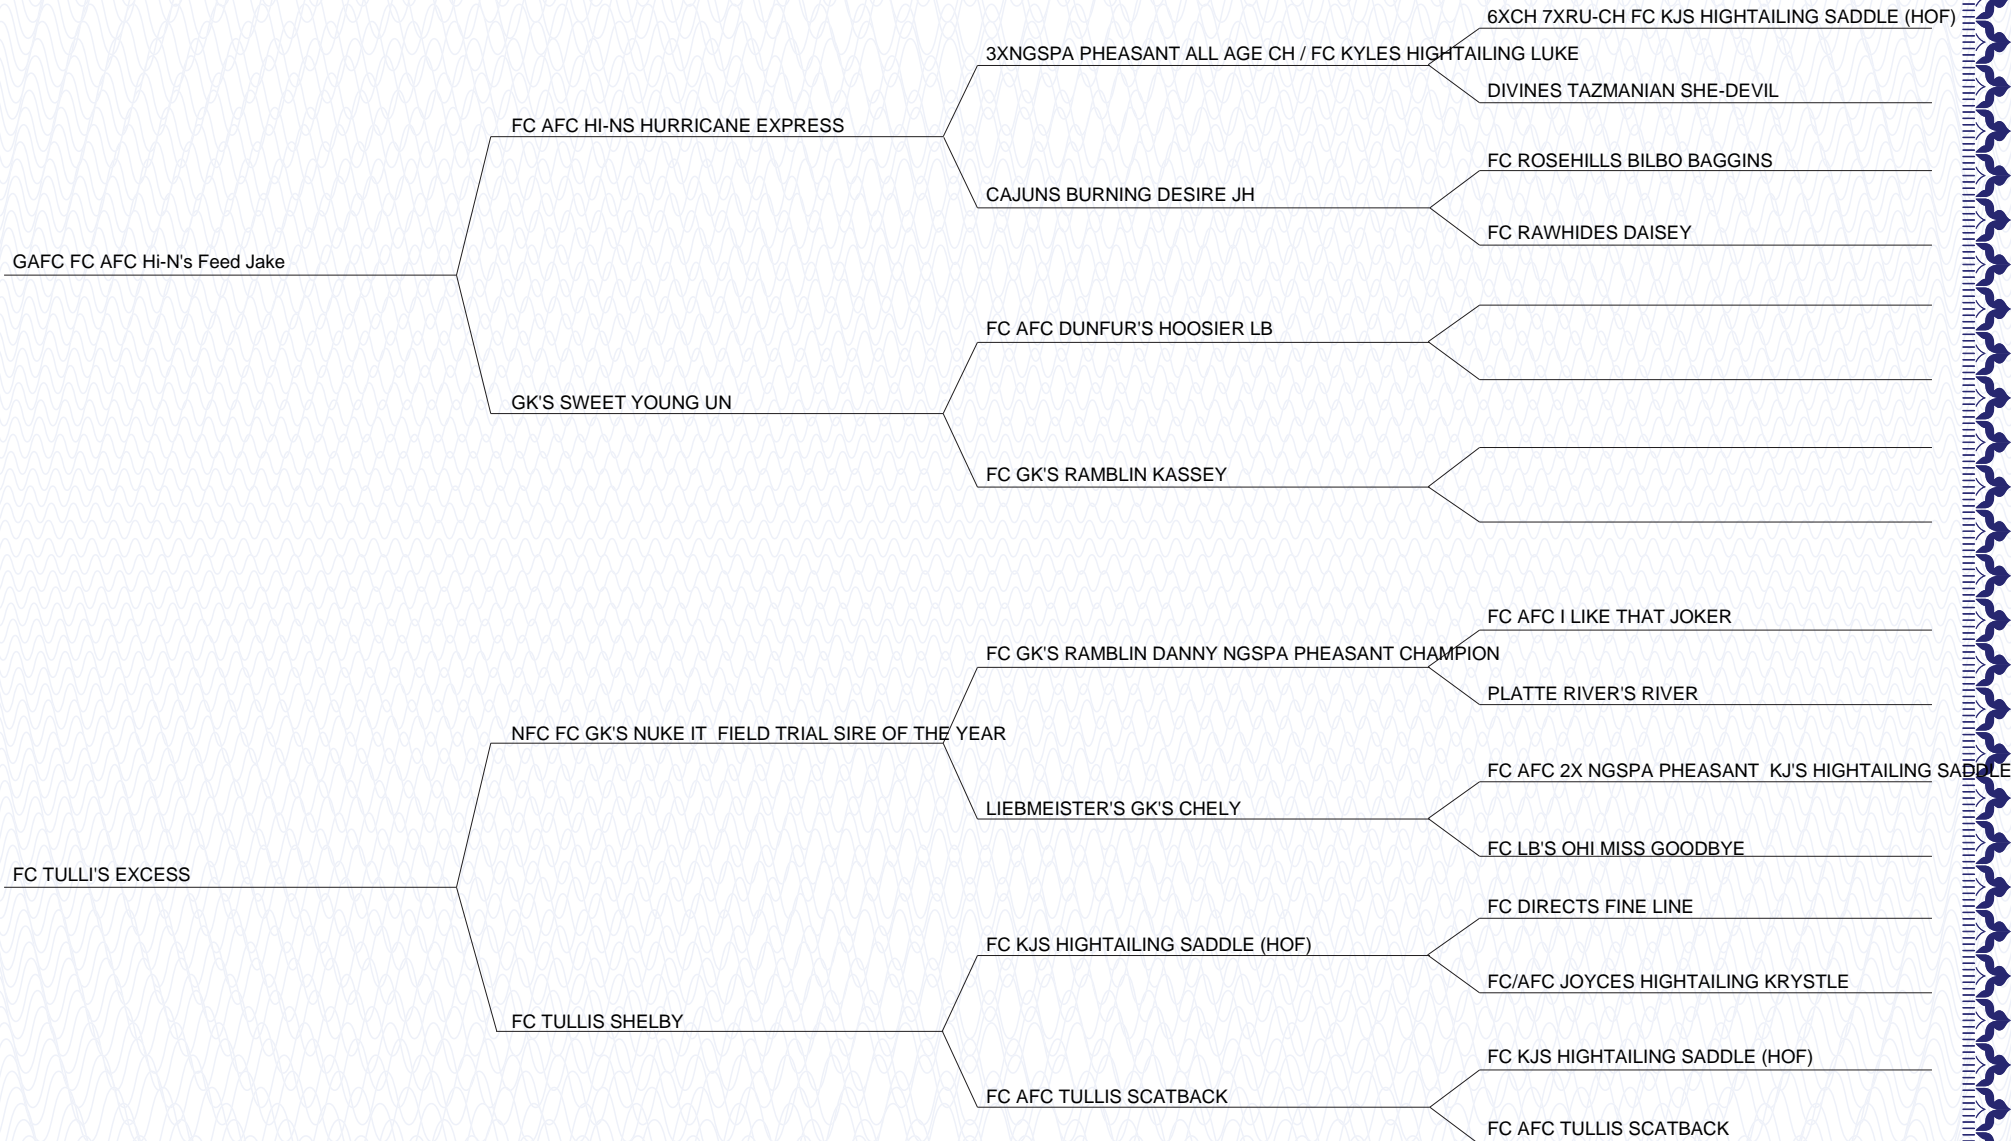 6XCH 7XRU-CH FC KJS HIGHTAILING SADDLE (HOF)
3XNGSPA PHEASANT ALL AGE CH / FC KYLES HIGHTAILING LUKE
DIVINES TAZMANIAN SHE-DEVIL
FC AFC HI-NS HURRICANE EXPRESS
FC ROSEHILLS BILBO BAGGINS
CAJUNS BURNING DESIRE JH
FC RAWHIDES DAISEY
GAFC FC AFC Hi-N's Feed Jake
FC AFC DUNFUR'S HOOSIER LB
GK'S SWEET YOUNG UN
FC GK'S RAMBLIN KASSEY
FC AFC I LIKE THAT JOKER
FC GK'S RAMBLIN DANNY NGSPA PHEASANT CHAMPION
PLATTE RIVER'S RIVER
NFC FC GK'S NUKE IT  FIELD TRIAL SIRE OF THE YEAR
FC AFC 2X NGSPA PHEASANT  KJ'S HIGHTAILING SADDLE
LIEBMEISTER'S GK'S CHELY
FC LB'S OHI MISS GOODBYE
FC TULLI'S EXCESS
FC DIRECTS FINE LINE
FC KJS HIGHTAILING SADDLE (HOF)
FC/AFC JOYCES HIGHTAILING KRYSTLE
FC TULLIS SHELBY
FC KJS HIGHTAILING SADDLE (HOF)
FC AFC TULLIS SCATBACK
FC AFC TULLIS SCATBACK